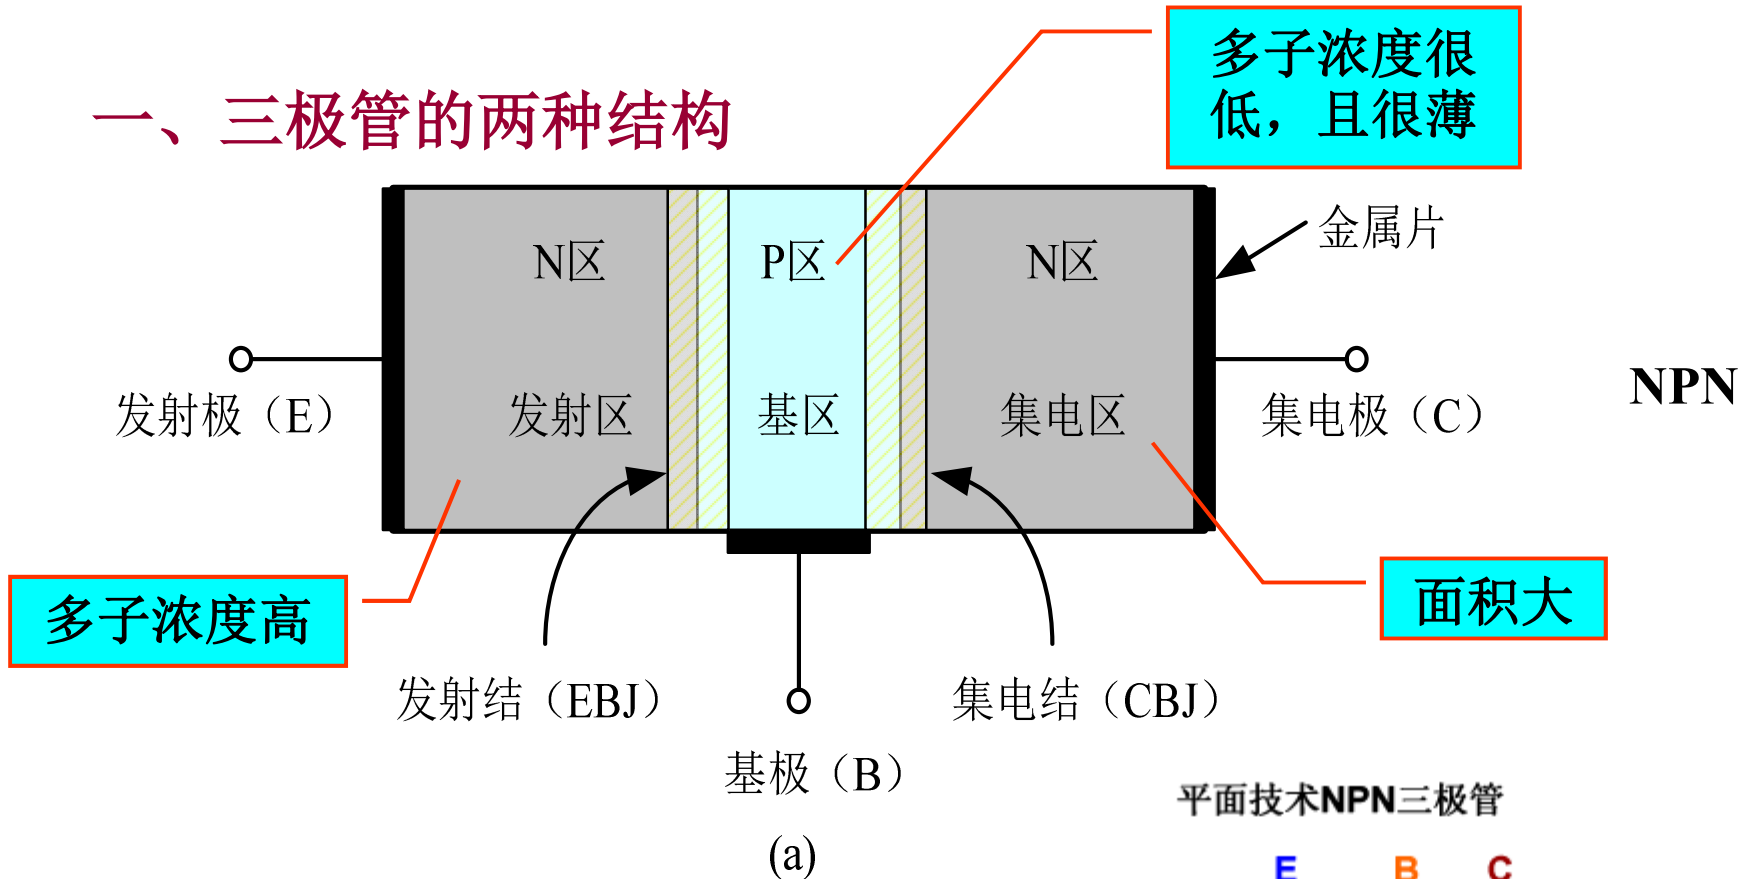 多子浓度很
低，且很薄
一、三极管的两种结构
金属片
N区
P区
N区
发射极（E）
发射区
基区
集电区
集电极（C）
NPN
多子浓度高
面积大
发射结（EBJ）
集电结（CBJ）
基极（B）
平面技术NPN三极管
(a)
E B C